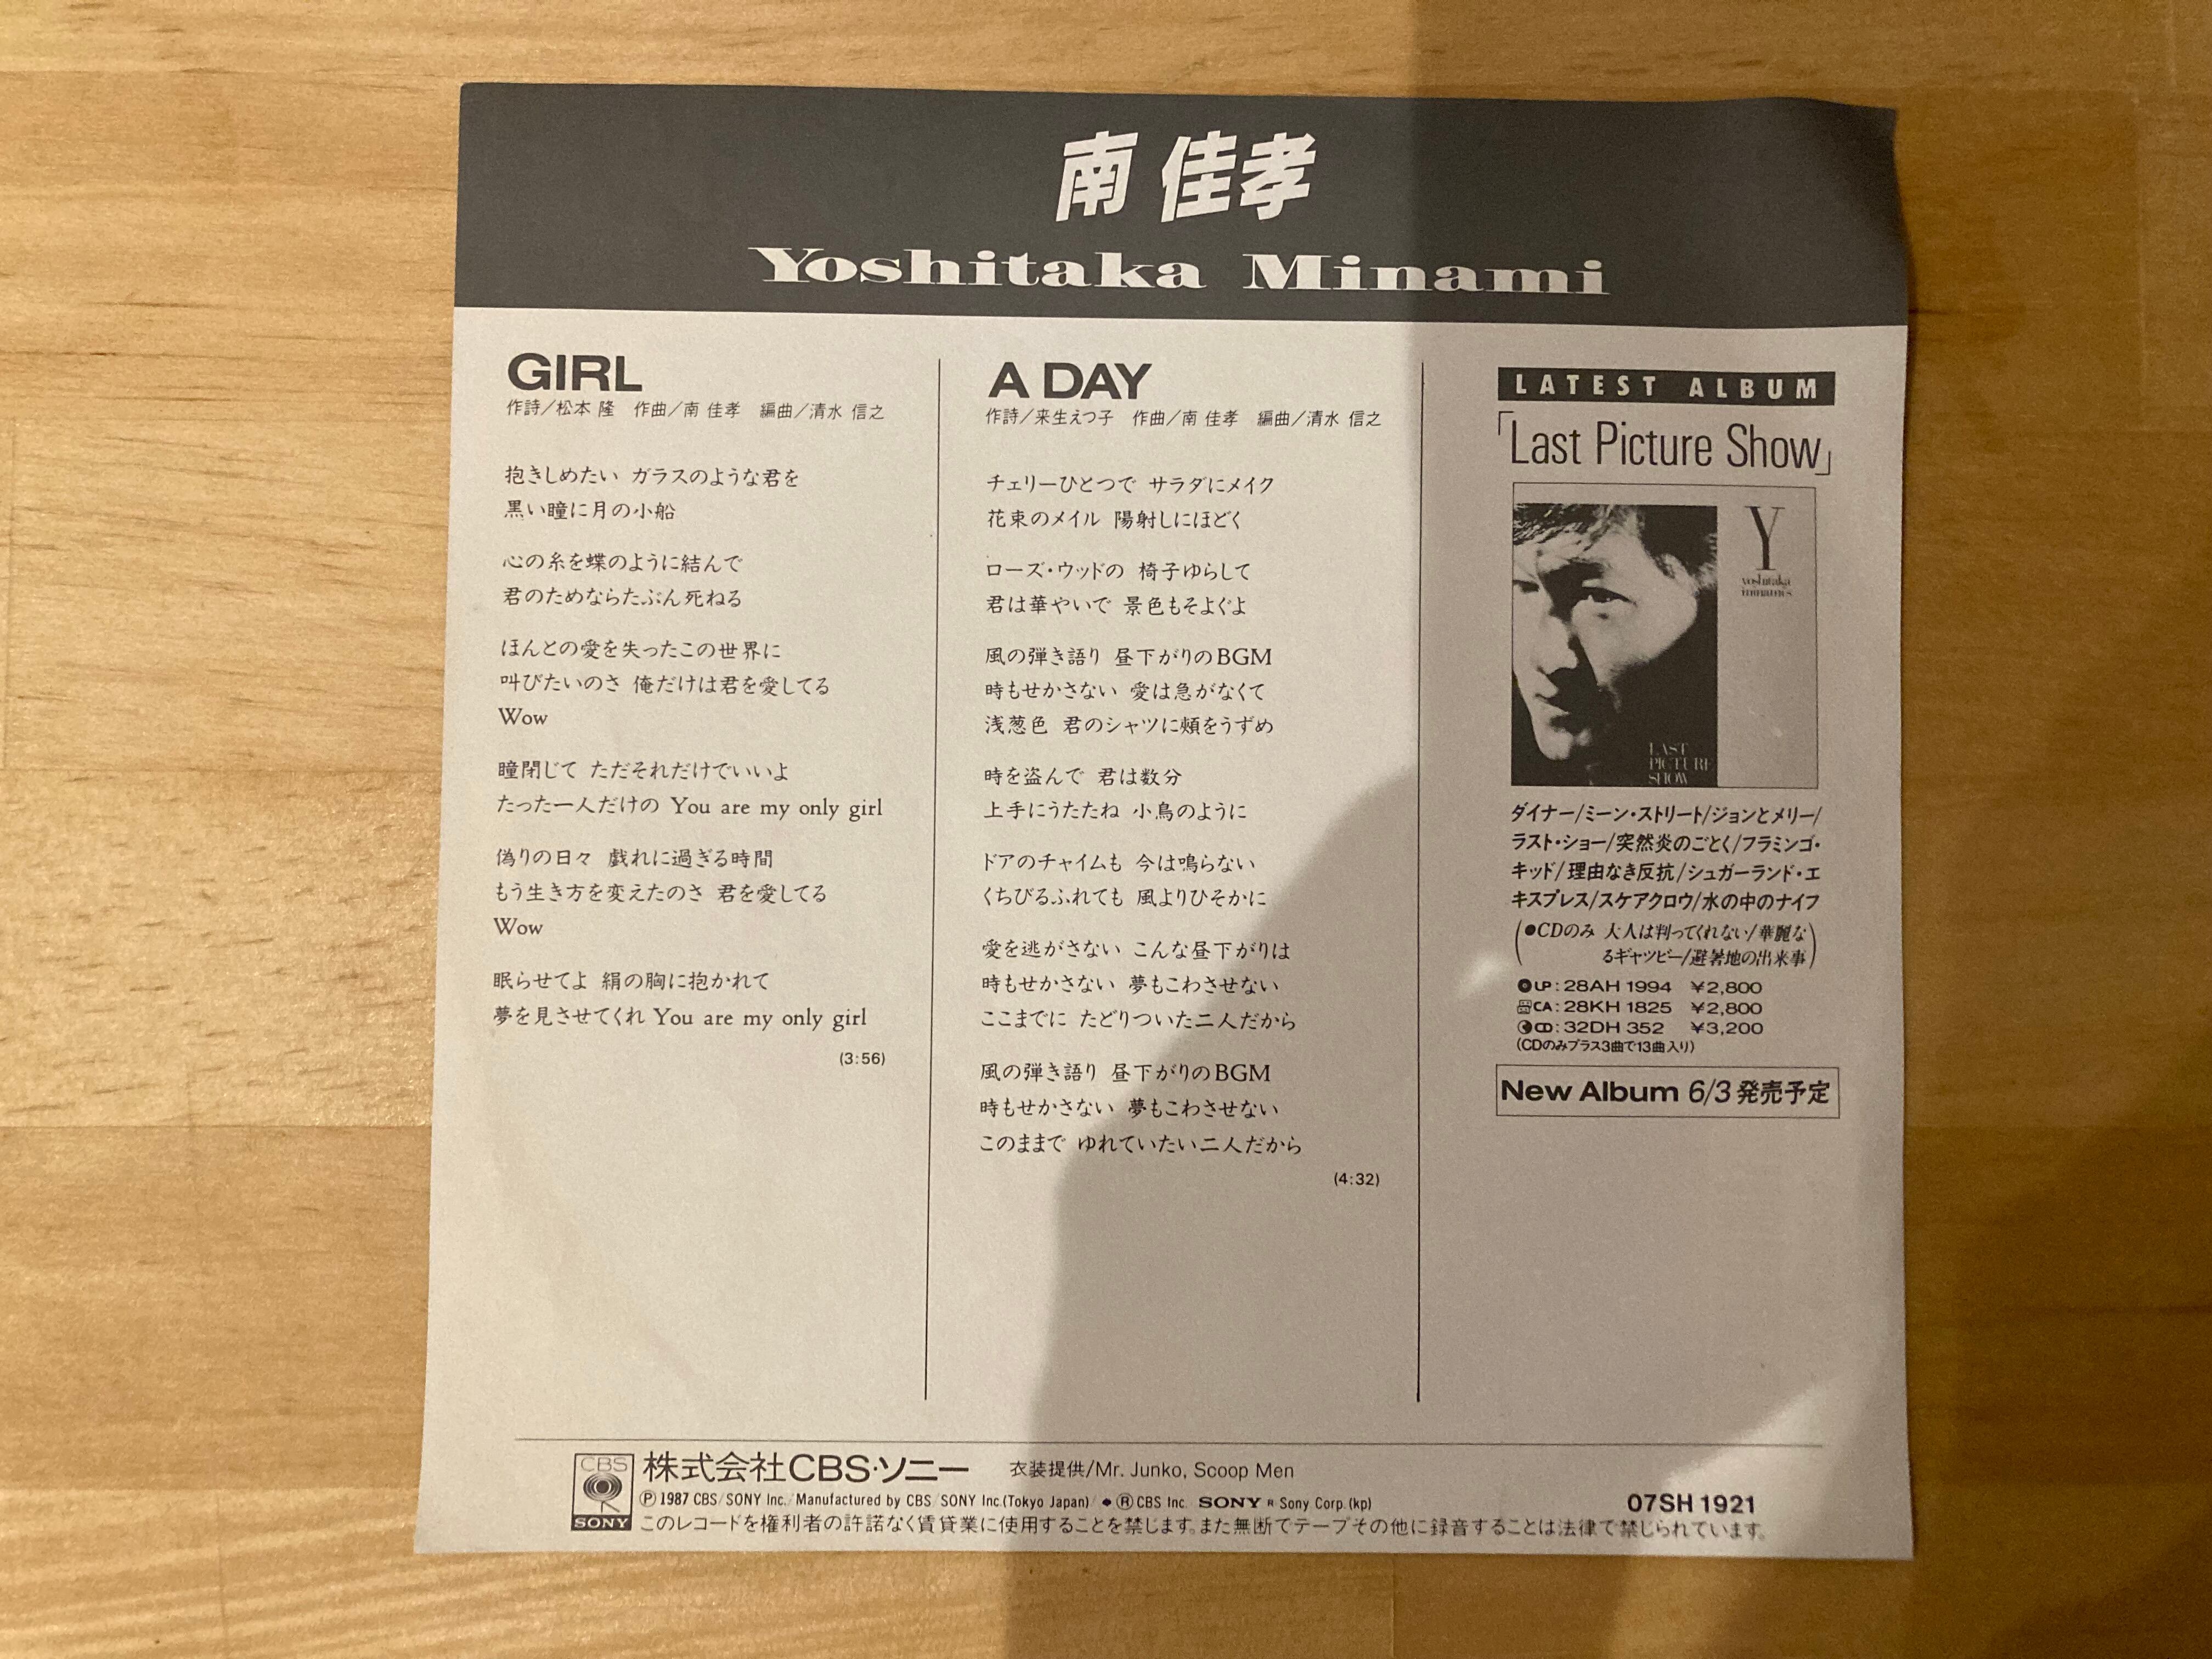 南 佳孝
Yoshitaka Minami
GIRL
作詩／松本 隆　作曲／南 佳孝　編曲／清水 信之
抱きしめたい ガラスのような君を
黒い瞳に月の小船
心の糸を蝶のように結んで
君のためならたぶん死ねる
ほんとの愛を失ったこの世界に
叫びたいのさ 俺だけは君を愛してる
Wow
瞳閉じて ただそれだけでいいよ
たった一人だけの You are my only girl
偽りの日々 戯れに過ぎる時間
もう生き方を変えたのさ 君を愛してる
Wow
眠らせてよ 絹の胸に抱かれて
夢を見させてくれ You are my only girl
(3:56)
A DAY
作詩／来生えつ子　作曲／南 佳孝　編曲／清水 信之
チェリーひとつで サラダにメイク
花束のメイル 陽射しにほどく
ローズ・ウッドの 椅子ゆらして
君は華やいで 景色もそよぐよ
風の弾き語り 昼下がりのBGM
時もせかさない 愛は急がなくて
浅葱色 君のシャツに頬をうずめ
時を盗んで 君は数分
上手にうたたね 小鳥のように
ドアのチャイムも 今は鳴らない
くちびるふれても 風よりひそかに
愛を逃がさない こんな昼下がりは
時もせかさない 夢もこわさせない
ここまでに たどりついた二人だから
風の弾き語り 昼下がりのBGM
時もせかさない 夢もこわさせない
このままで ゆれていたい二人だから
(4:32)
LATEST ALBUM
「Last Picture Show」
Y
yoshitaka
minami's
LAST
PICTURE
SHOW
ダイナー/ミーン・ストリート/ジョンとメリー/
ラスト・ショー/突然炎のごとく/フラミンゴ・
キッド/理由なき反抗/シュガーランド・エ
キスプレス/スケアクロウ/水の中のナイフ
(●CDのみ 大人は判ってくれない/華麗な
るギャツビー/避暑地の出来事)
LP:28AH 1994 ¥2,800
CA:28KH 1825 ¥2,800
CD:32DH 352 ¥3,200
(CDのみプラス3曲で13曲入り)
New Album 6/3発売予定
CBS
SONY
株式会社CBS・ソニー 衣装提供/Mr. Junko, Scoop Men
Ⓟ 1987 CBS/SONY Inc./Manufactured by CBS/SONY Inc.(Tokyo Japan)/ ◆ Ⓡ CBS Inc. SONY ® Sony Corp.(kp)
07SH 1921
このレコードを権利者の許諾なく賃貸業に使用することを禁じます。また無断でテープその他に録音することは法律で禁じられています。